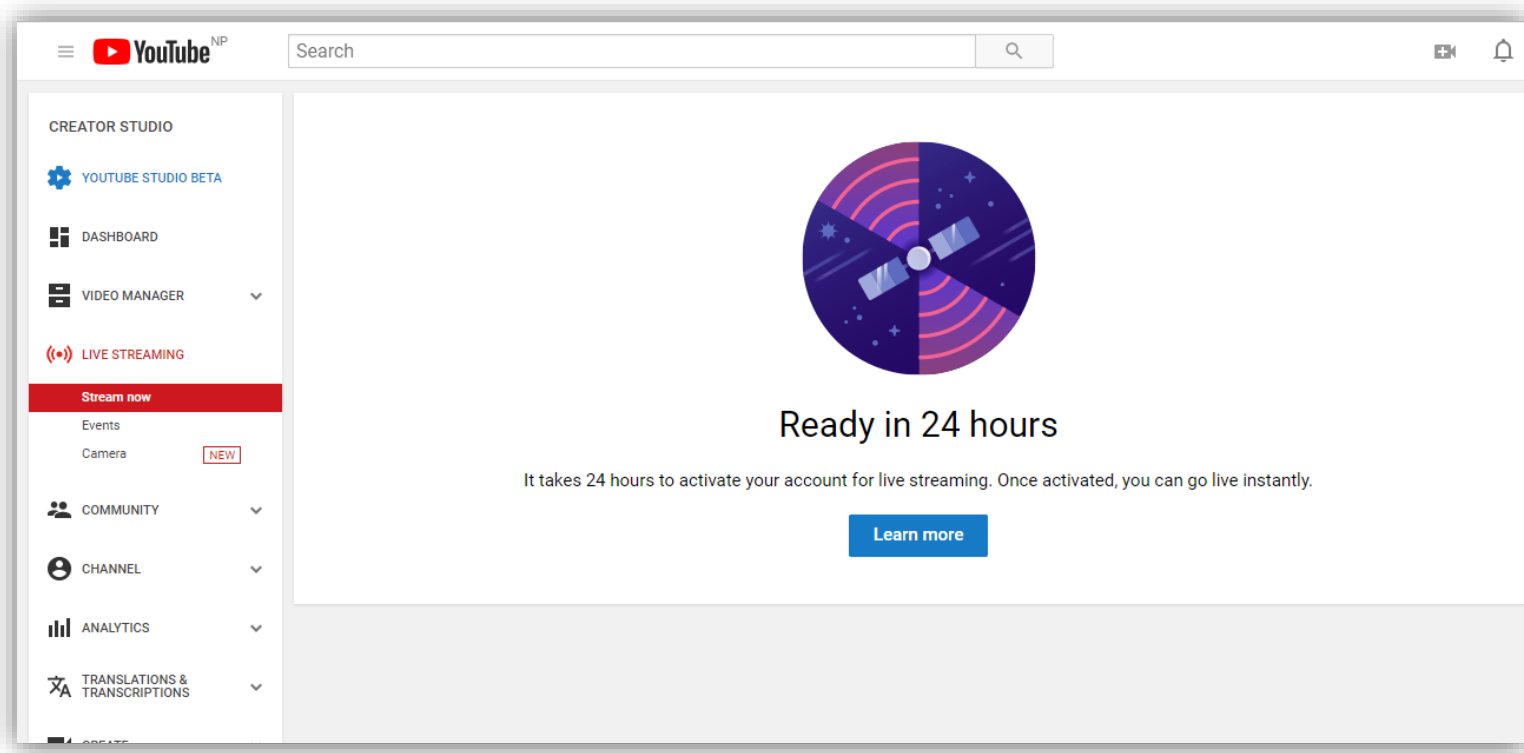 YouTube NP
Search
CREATOR STUDIO
YOUTUBE STUDIO BETA
DASHBOARD
VIDEO MANAGER
LIVE STREAMING
Stream now
Events
Camera NEW
COMMUNITY
CHANNEL
ANALYTICS
TRANSLATIONS &
TRANSCRIPTIONS
Ready in 24 hours
It takes 24 hours to activate your account for live streaming. Once activated, you can go live instantly.
Learn more